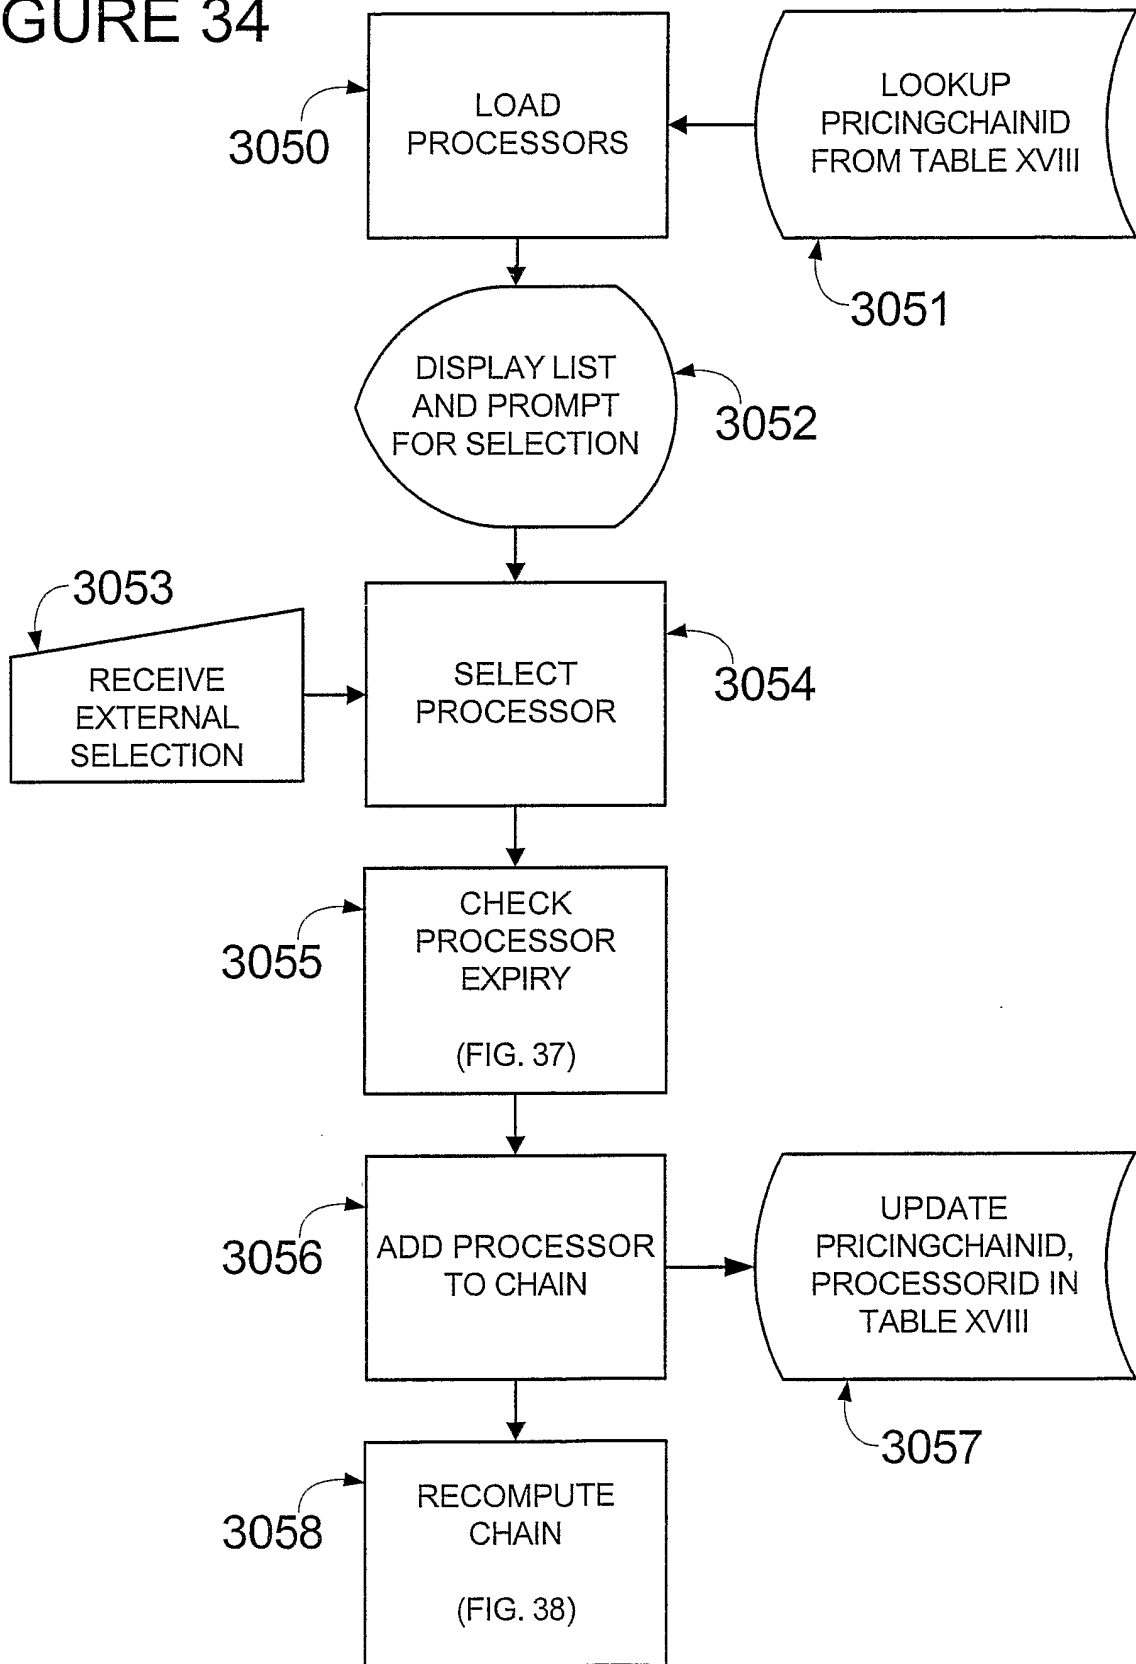 GURE 34
LOAD
PROCESSORS
3050
LOOKUP
PRICINGCHAINID
FROM TABLE XVIII
3051
DISPLAY LIST
AND PROMPT
FOR SELECTION
3052
3053
RECEIVE
EXTERNAL
SELECTION
SELECT
PROCESSOR
3054
CHECK
PROCESSOR
EXPIRY
(FIG. 37)
3055
ADD PROCESSOR
TO CHAIN
3056
UPDATE
PRICINGCHAINID,
PROCESSORID IN
TABLE XVIII
3057
RECOMPUTE
CHAIN
(FIG. 38)
3058